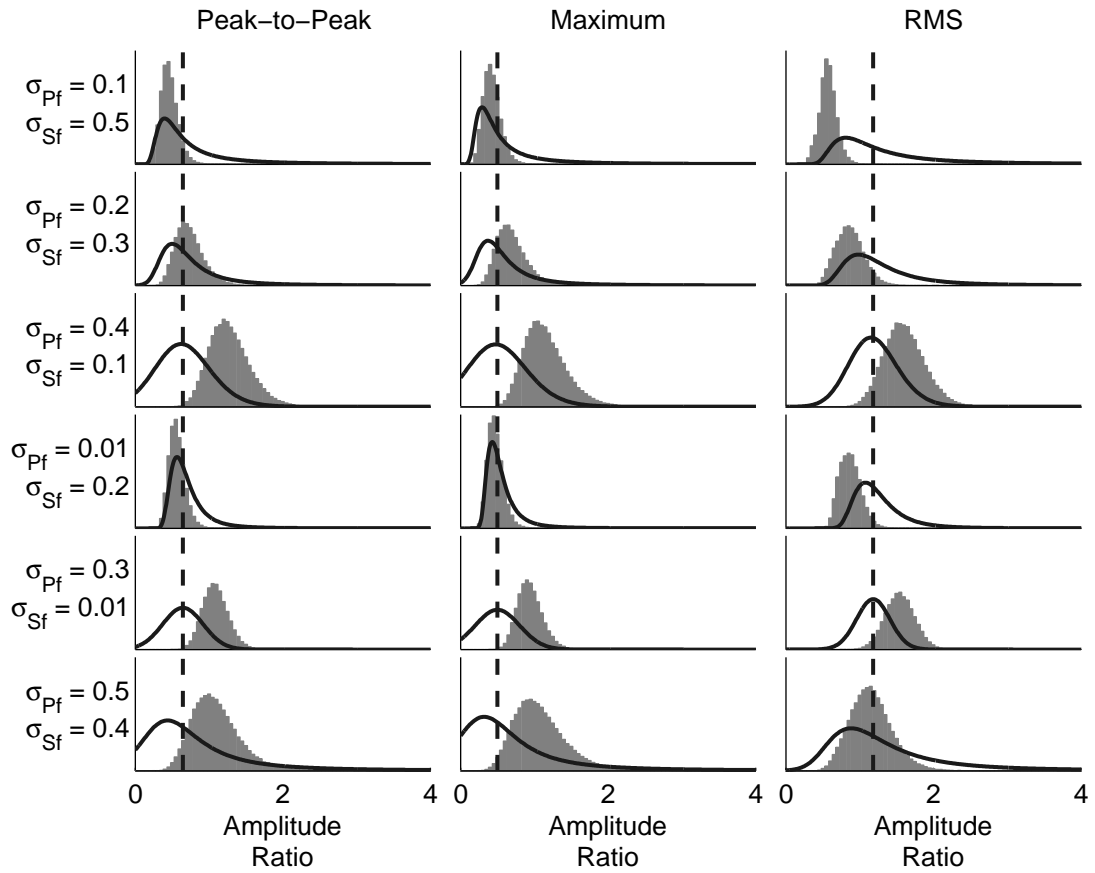 Peak−to−Peak Maximum RMS
σPf = 0.1
σSf = 0.5
σPf = 0.2
σSf = 0.3
σPf = 0.4
σSf = 0.1
σPf = 0.01
σSf = 0.2
σPf = 0.3
σSf = 0.01
σPf = 0.5
σSf = 0.4
0 2 4 0 2 4 0 2 4
Amplitude Amplitude Amplitude
Ratio Ratio Ratio